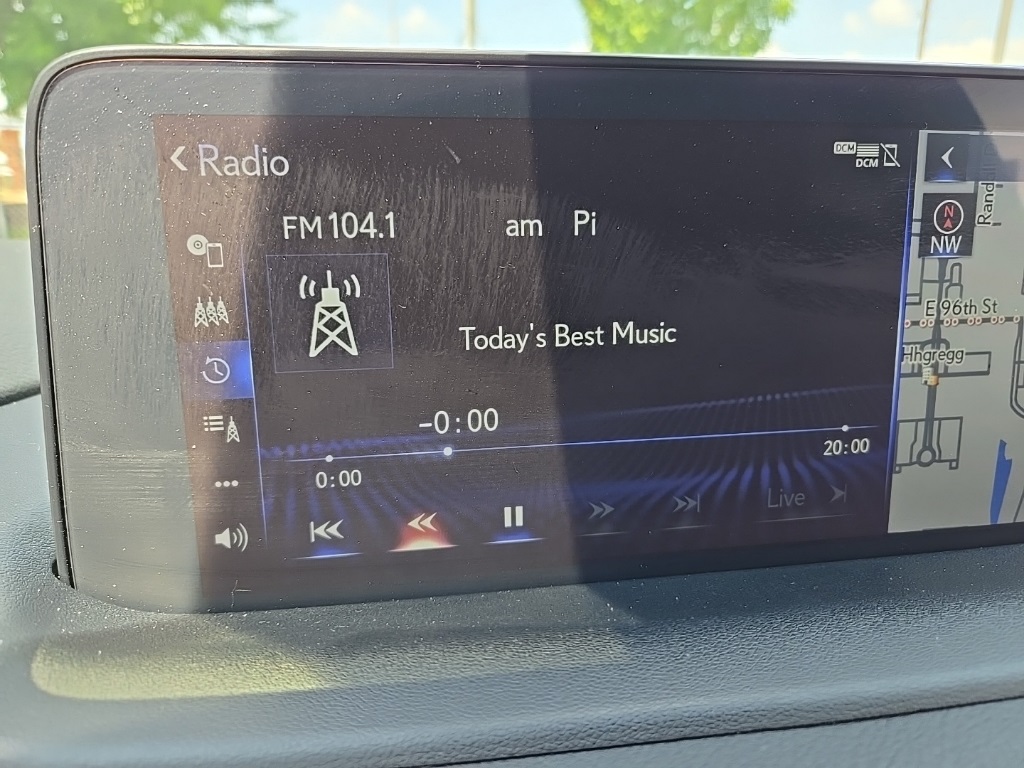 Radio
DCM
DCM
FM 104.1 am Pi
Today's Best Music
-0:00
0:00
20:00
Live
Rand
N
NW
E 96th St
Hhgregg